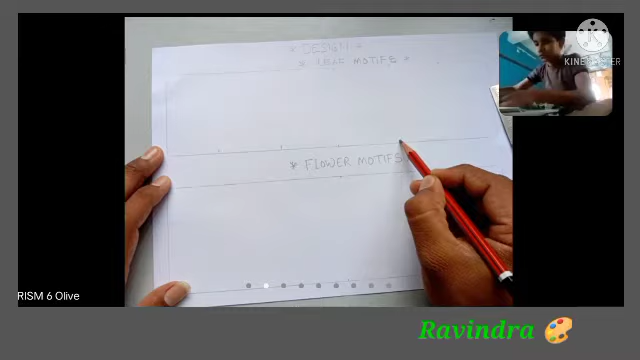 * DESIGN *
* LEAF MOTIFS *
KINEMASTER
* FLOWER MOTIFS
RISM 6 Olive
Ravindra 🎨